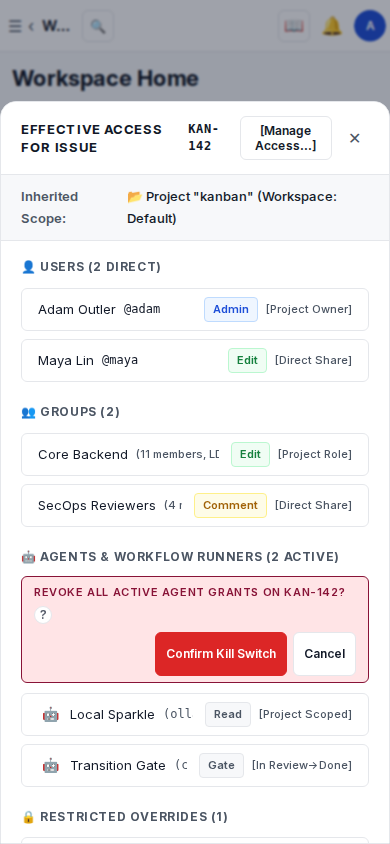 W...
A
Workspace Home
EFFECTIVE ACCESS FOR ISSUE
KAN-142
[Manage Access...]
Inherited Scope:
Project "kanban" (Workspace: Default)
USERS (2 DIRECT)
Adam Outler @adam Admin [Project Owner]
Maya Lin @maya Edit [Direct Share]
GROUPS (2)
Core Backend (11 members, LD Edit [Project Role]
SecOps Reviewers (4 Comment [Direct Share]
AGENTS & WORKFLOW RUNNERS (2 ACTIVE)
REVOKE ALL ACTIVE AGENT GRANTS ON KAN-142?
?
Confirm Kill Switch Cancel
Local Sparkle (oll Read [Project Scoped]
Transition Gate (c Gate [In Review→Done]
RESTRICTED OVERRIDES (1)